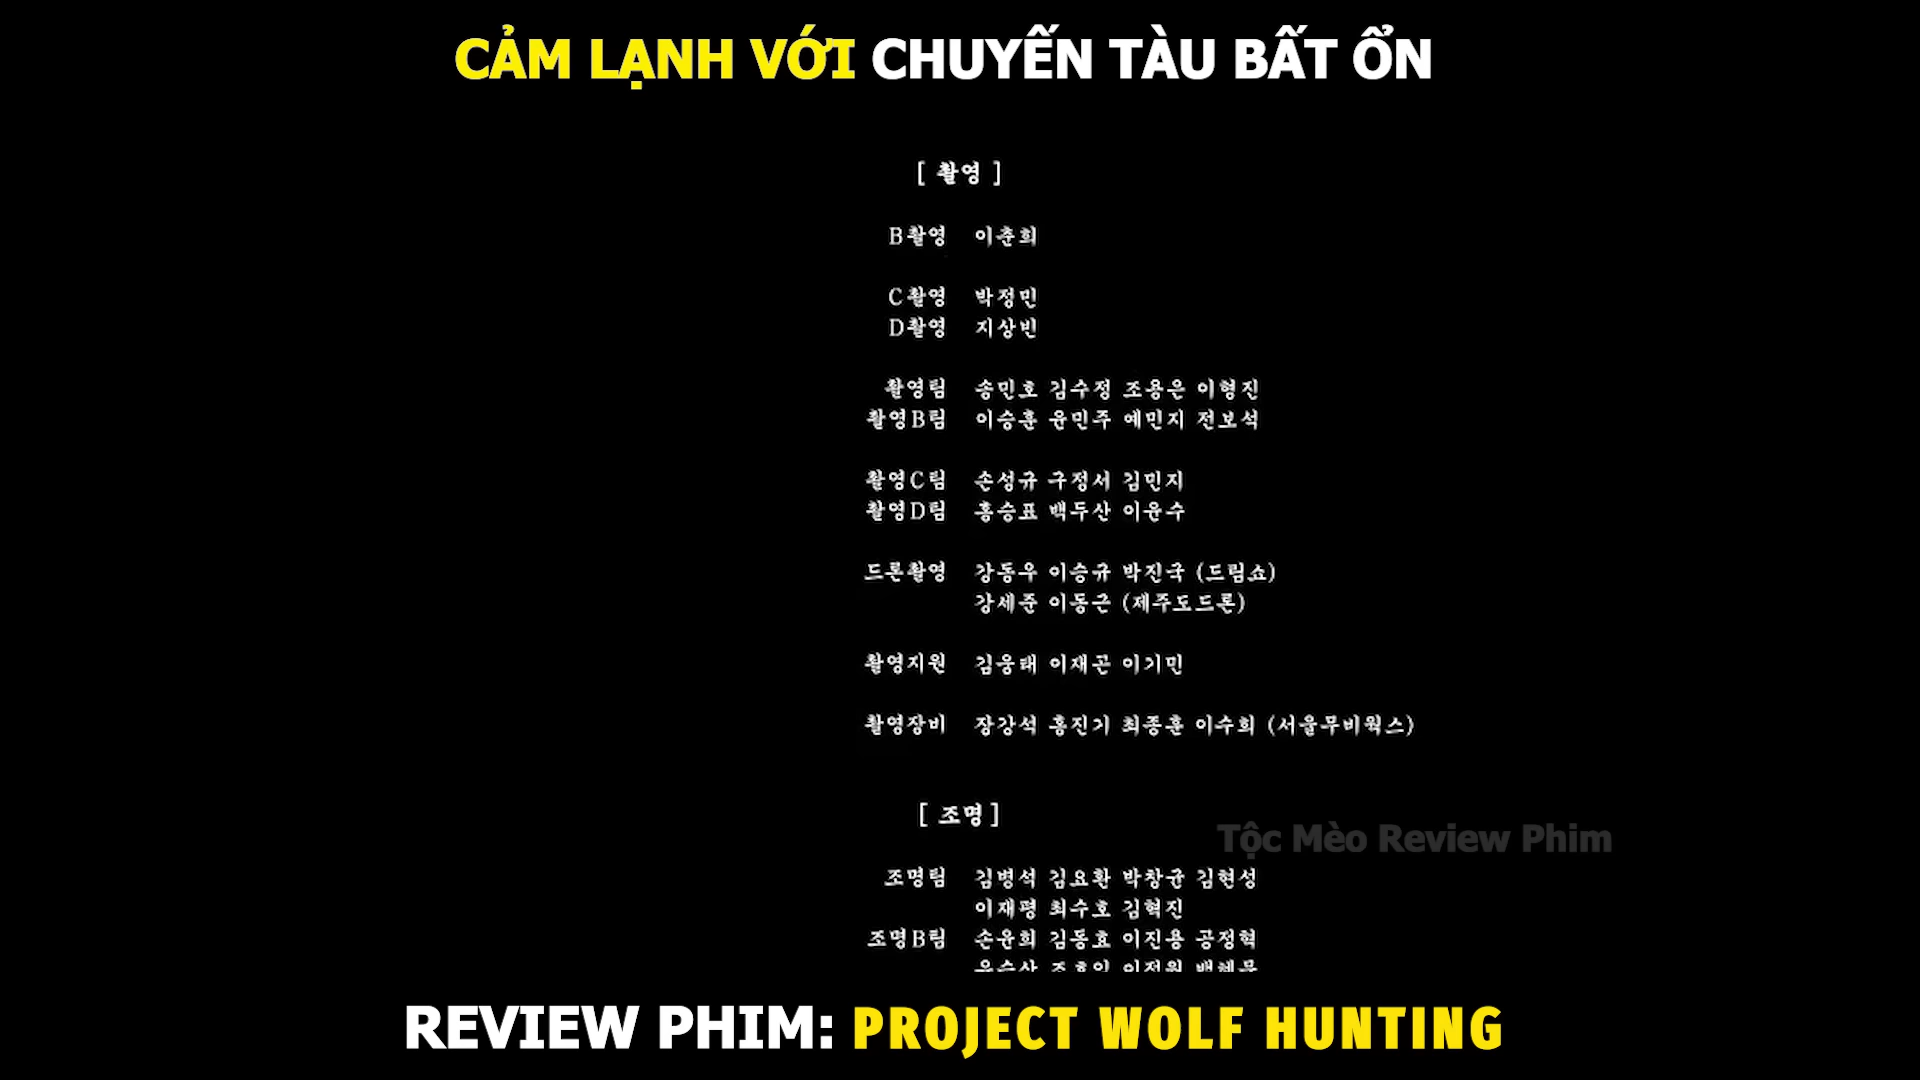 CẢM LẠNH VỚI CHUYẾN TÀU BẤT ỔN
[ 촬영 ]
B촬영 이춘희
C촬영 박정민
D촬영 지상빈
촬영팀 송민호 김수정 조용은 이형진
촬영B팀 이승훈 윤민주 예민지 전보석
촬영C팀 손성규 구정서 김민지
촬영D팀 홍승표 백두산 이윤수
드론촬영 강동우 이승규 박진국 (드림쇼)
강세준 이동근 (제주도드론)
촬영지원 김웅태 이재곤 이기민
촬영장비 장강석 홍진기 최종훈 이수희 (서울무비웍스)
[ 조명 ]
Tộc Mèo Review Phim
조명팀 김병석 김요환 박창균 김현성
이재평 최수호 김혁진
조명B팀 손윤희 김동효 이진용 공정혁
REVIEW PHIM: PROJECT WOLF HUNTING